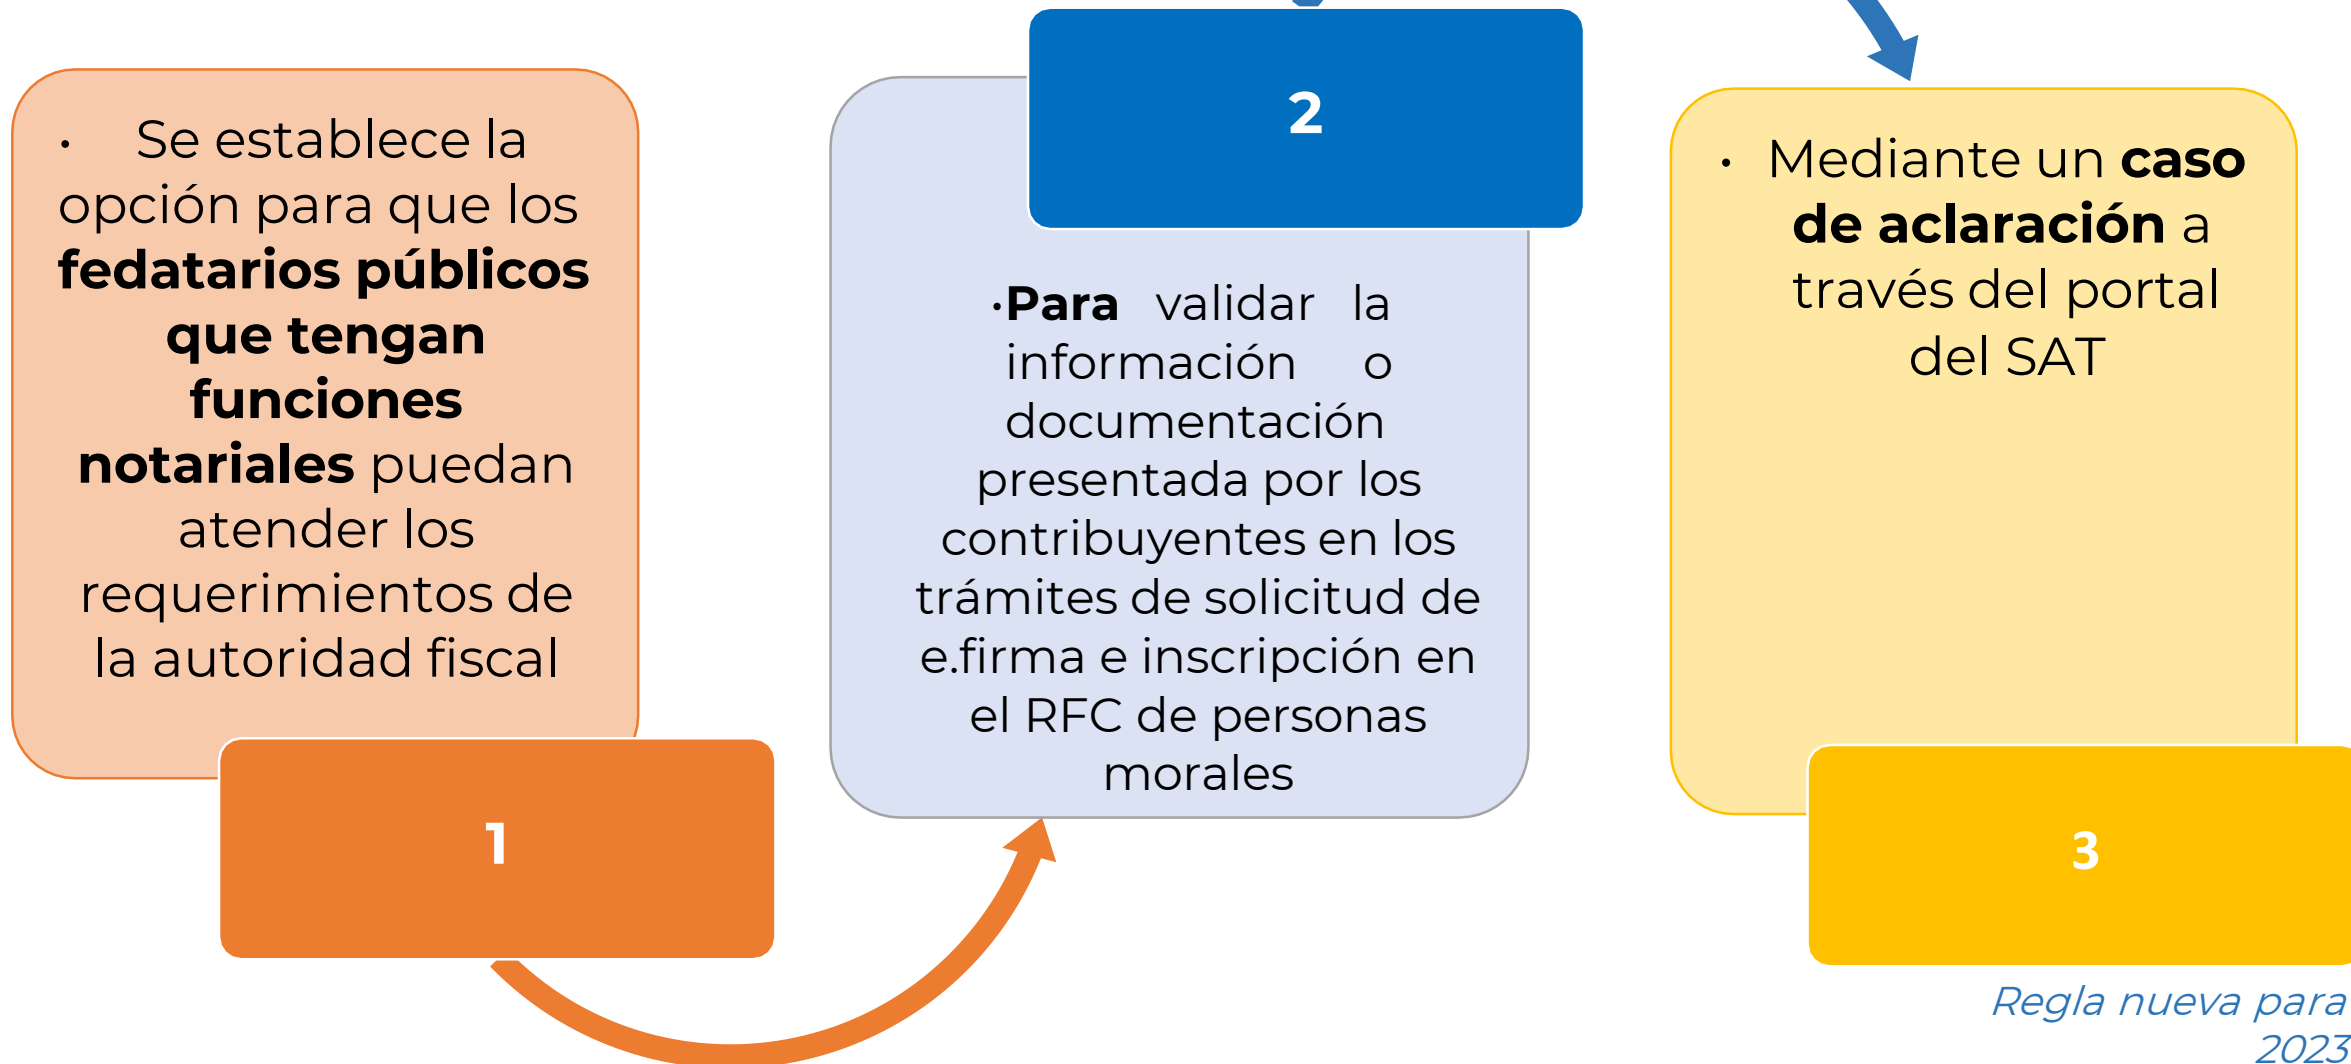 · Se establece la
opción para que los
fedatarios públicos
que tengan
funciones
notariales puedan
atender los
requerimientos de
la autoridad fiscal
1
2
·Para validar la
información o
documentación
presentada por los
contribuyentes en los
trámites de solicitud de
e.firma e inscripción en
el RFC de personas
morales
· Mediante un caso
de aclaración a
través del portal
del SAT
3
Regla nueva para
2023